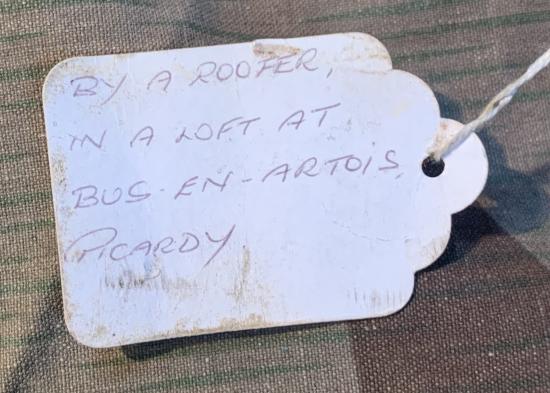 BY A ROOFER,
IN A LOFT AT
BUS-EN-ARTOIS,
PICARDY